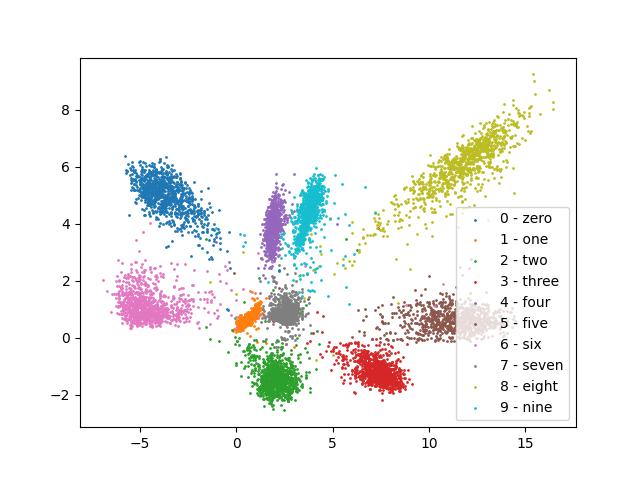 8
6
4
2
0
−2
−5
0
5
10
15
0 - zero
1 - one
2 - two
3 - three
4 - four
5 - five
6 - six
7 - seven
8 - eight
9 - nine